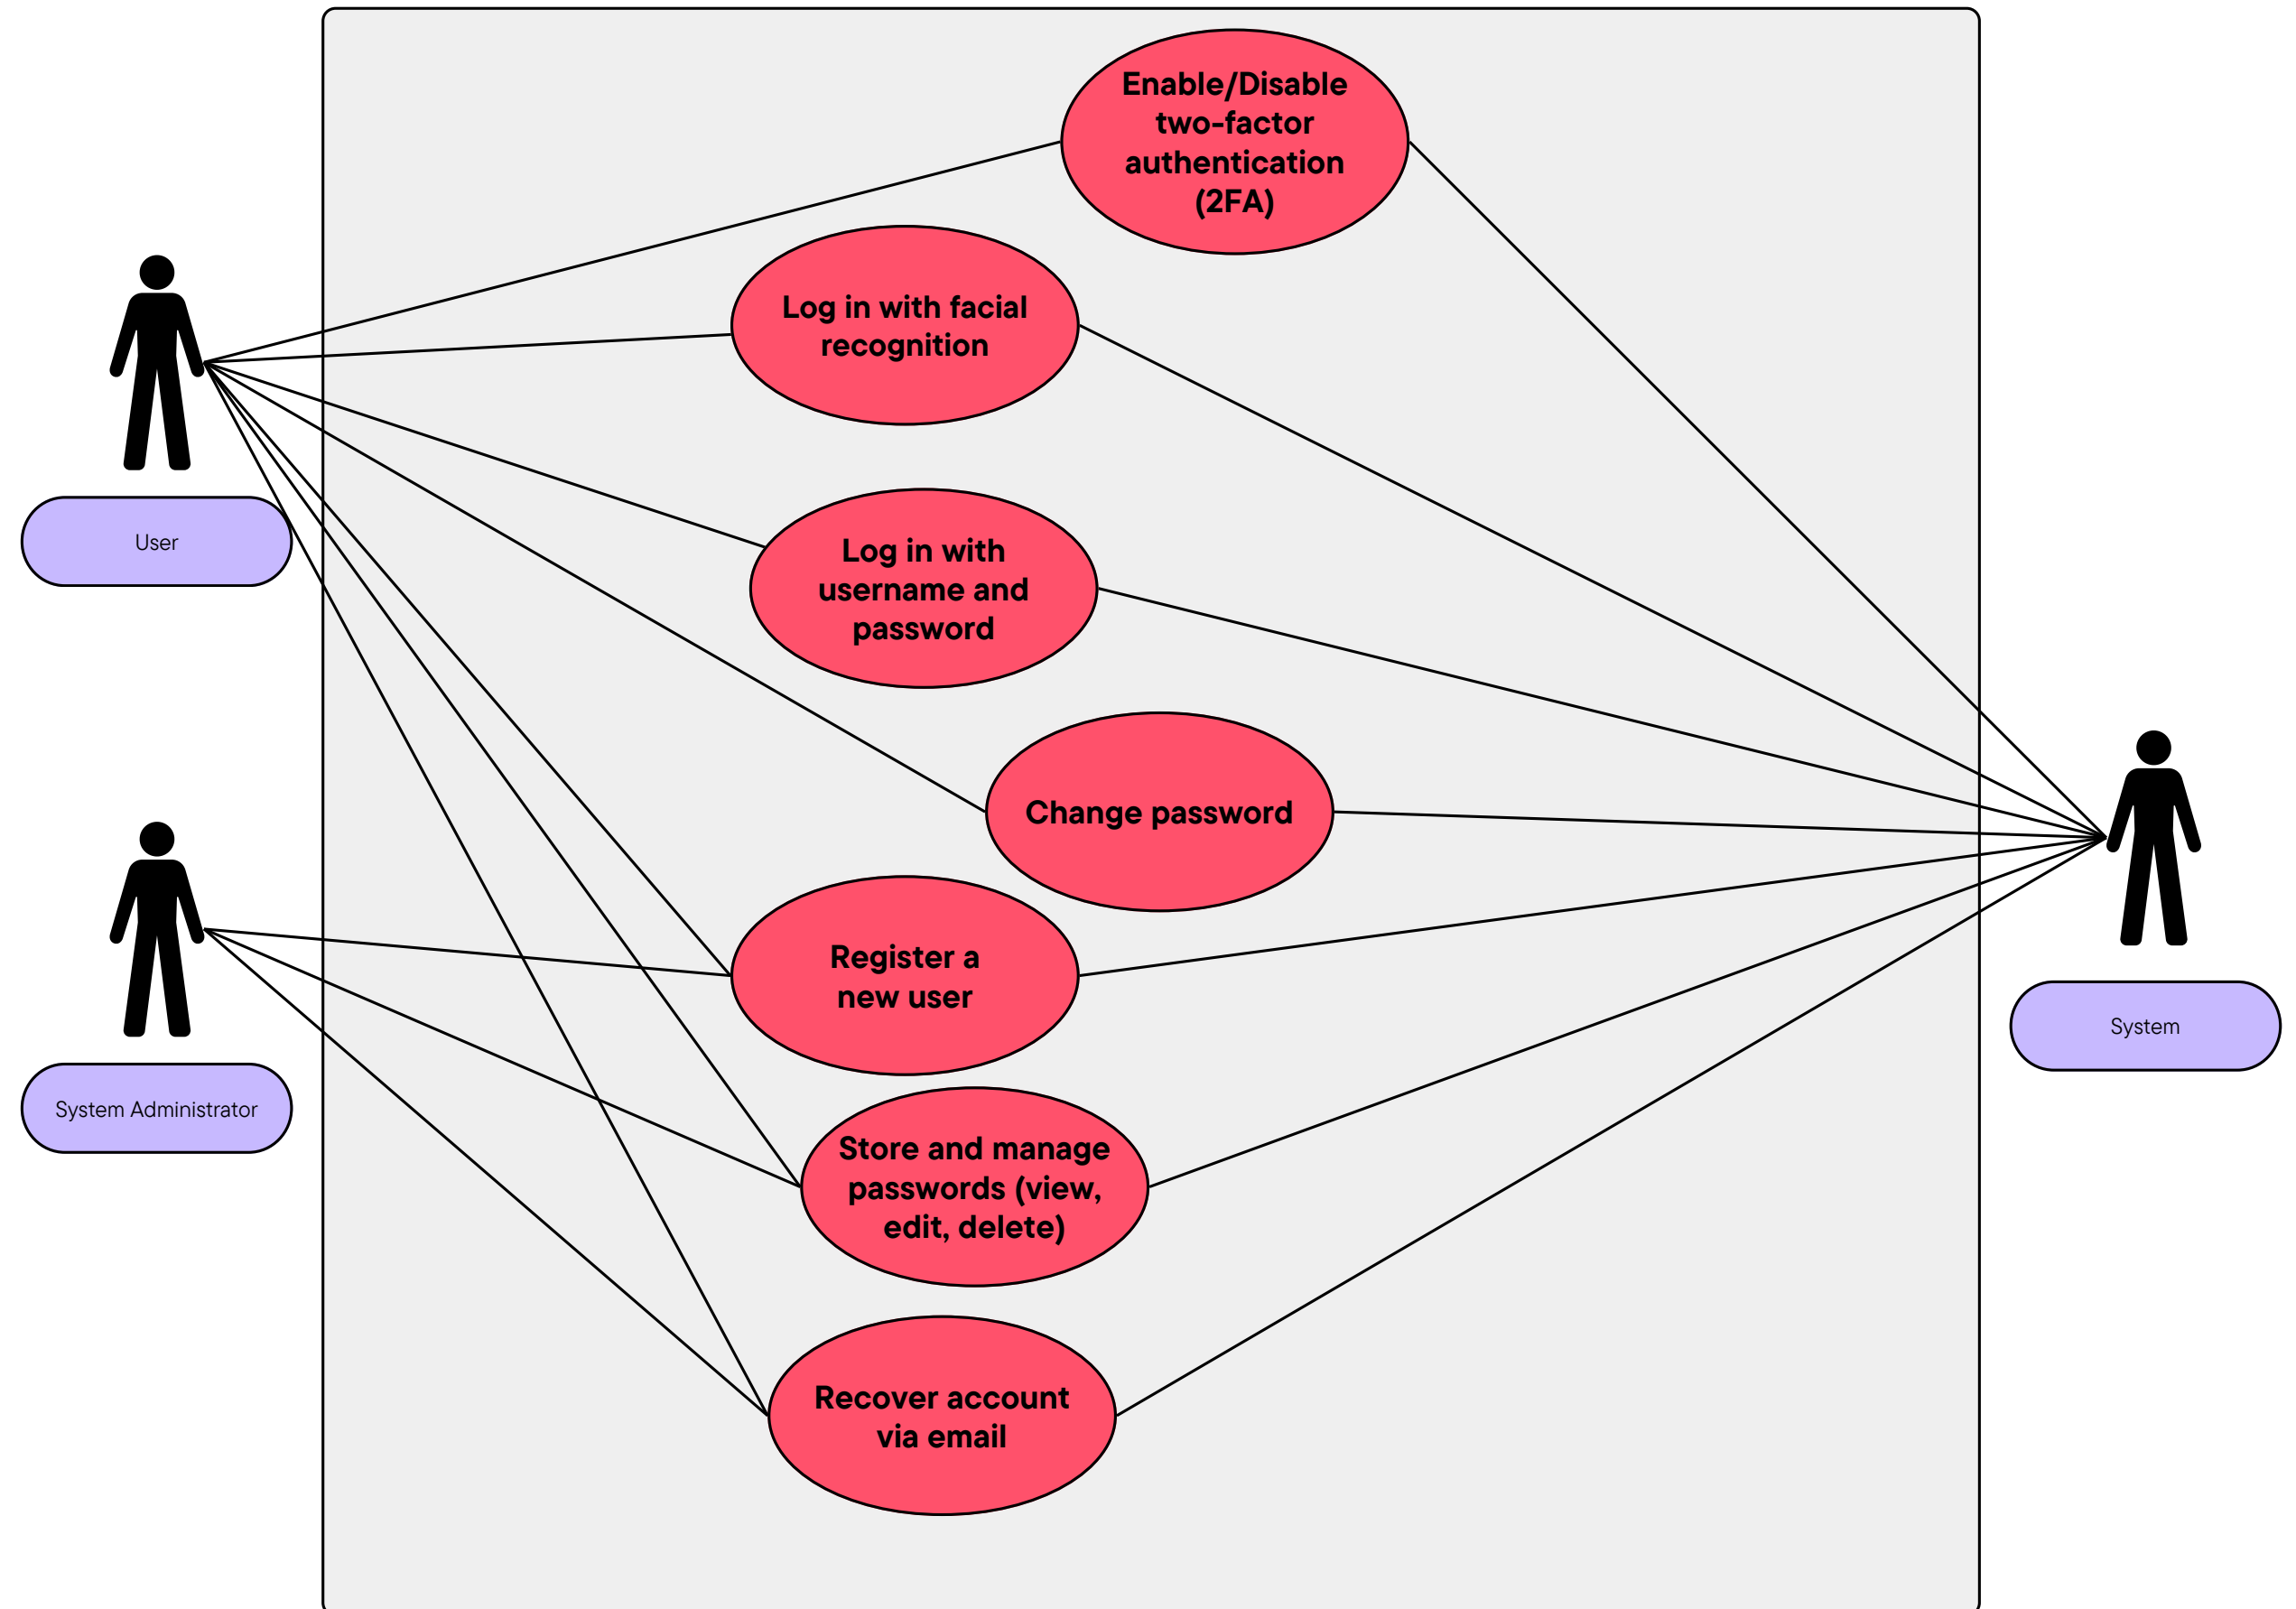 Enable/Disable
two-factor
authentication
(2FA)
Log in with facial
recognition
User
Log in with
username and
password
Change password
Register a
new user
System
System Administrator
Store and manage
passwords (view,
edit, delete)
Recover account
via email